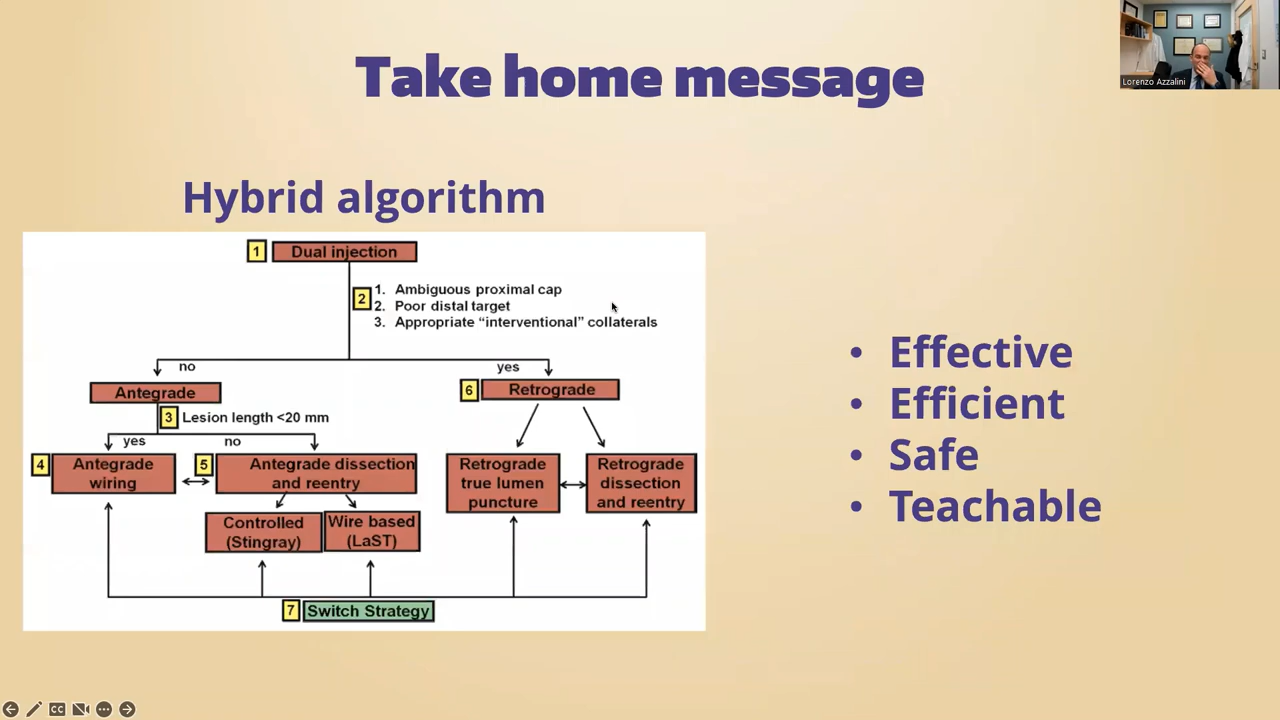 Take home message
Lorenzo Azzalini
Hybrid algorithm
1 Dual injection
2
1. Ambiguous proximal cap
2. Poor distal target
3. Appropriate “interventional” collaterals
no
yes
Antegrade
6 Retrograde
3 Lesion length <20 mm
yes
no
4 Antegrade
wiring
5 Antegrade dissection
and reentry
Retrograde
true lumen
puncture
Retrograde
dissection
and reentry
Controlled
(Stingray)
Wire based
(LaST)
7 Switch Strategy
• Effective
• Efficient
• Safe
• Teachable
CC